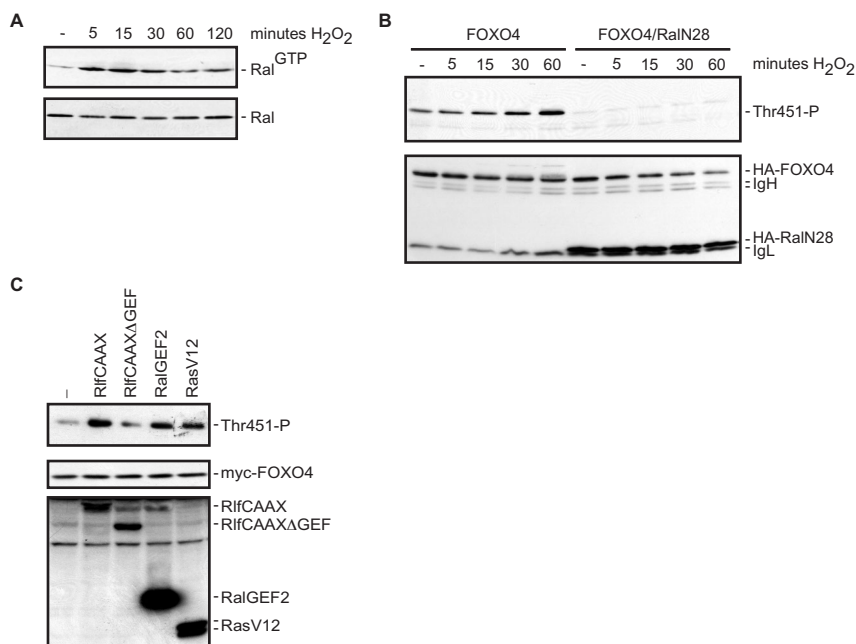 A
- 5 15 30 60 120 minutes H₂O₂
- Ral GTP
- Ral
B
FOXO4 FOXO4/RalN28
- 5 15 30 60 - 5 15 30 60 minutes H₂O₂
-Thr451-P
-HA-FOXO4
-IgH
-HA-RalN28
-IgL
C
– RlfCAAX RlfCAAXΔGEF RalGEF2 RasV12
-Thr451-P
-myc-FOXO4
-RlfCAAX
-RlfCAAXΔGEF
-RalGEF2
-RasV12